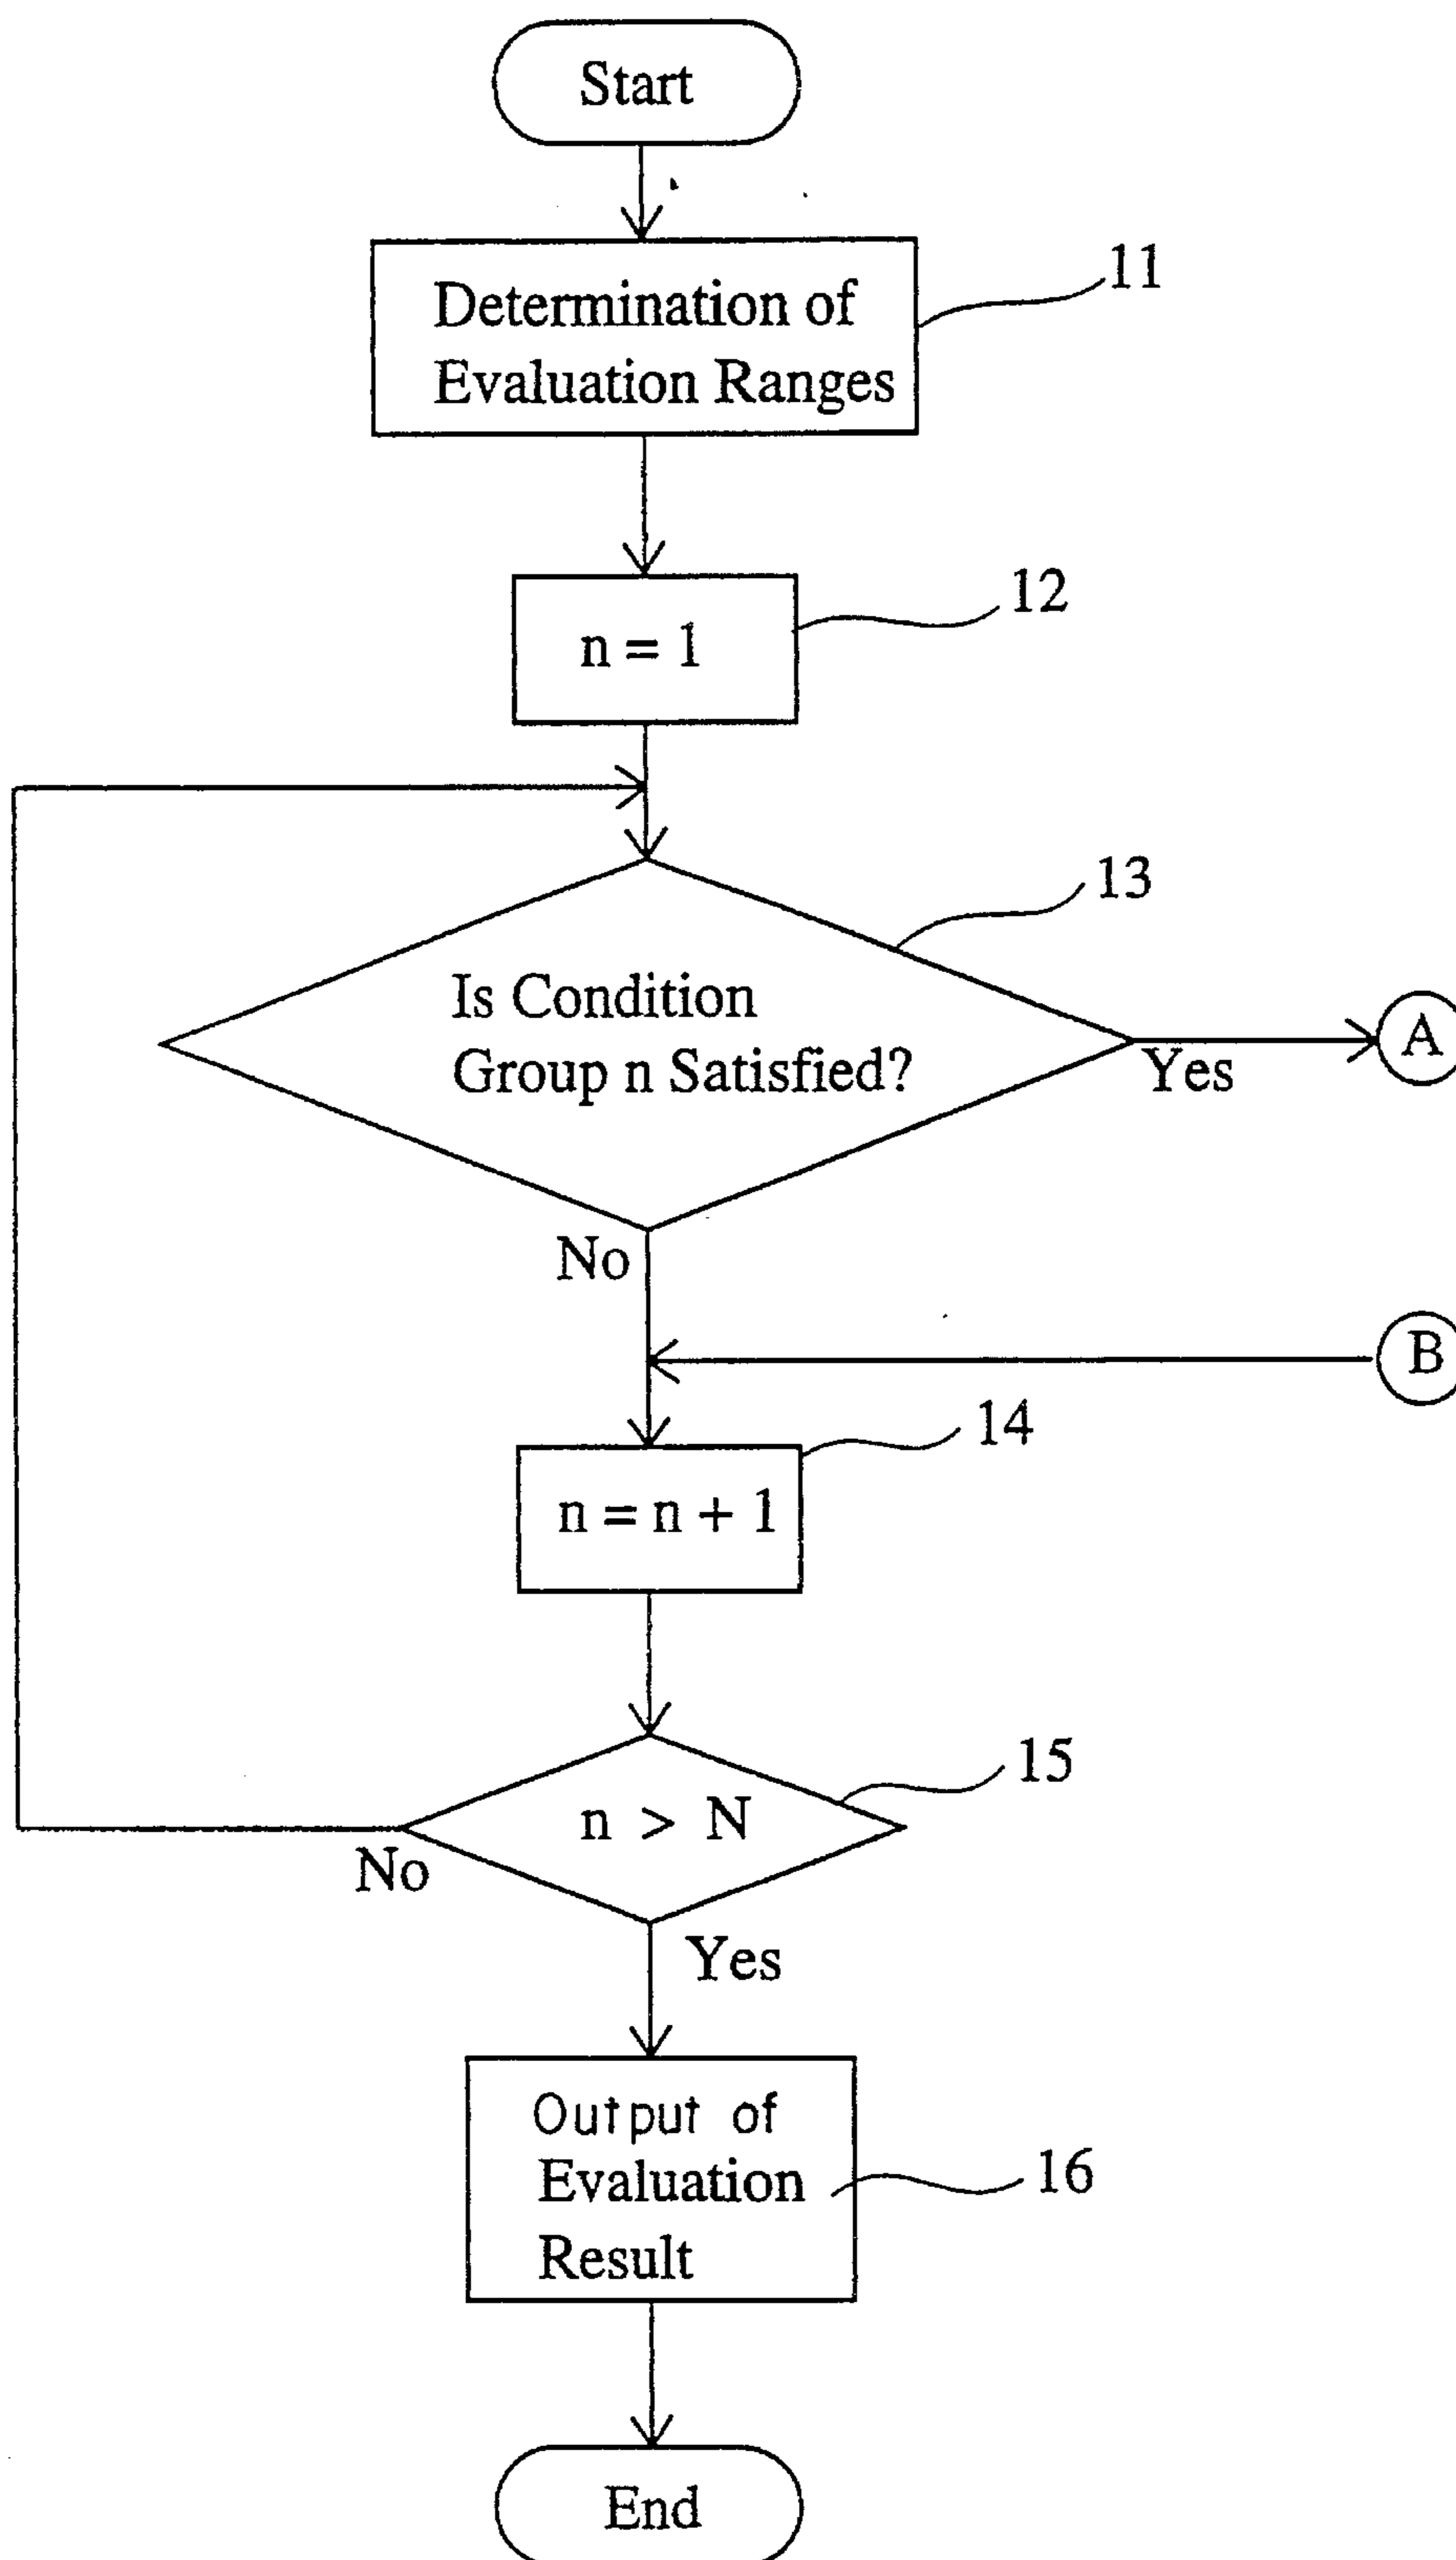 Start
Determination of
Evaluation Ranges
11
n = 1
12
13
Is Condition
Group n Satisfied?
Yes
A
No
B
14
n = n + 1
15
n > N
No
Yes
Output of
Evaluation
Result
16
End